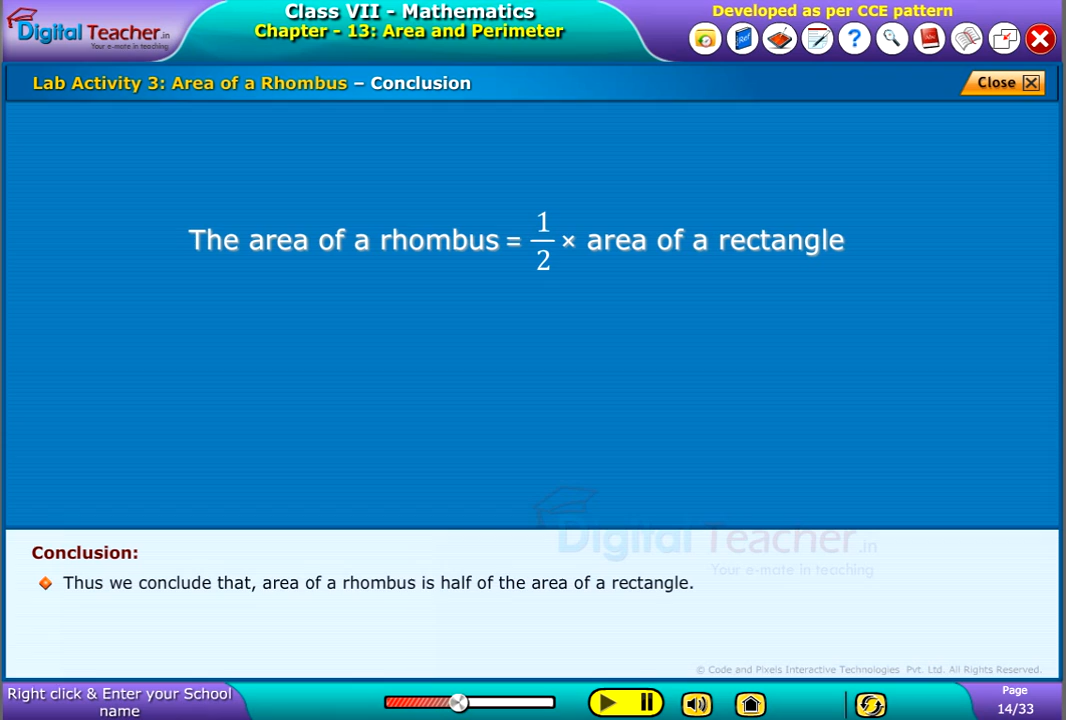 Digital Teacher.in
Your e-mate in teaching
Class VII - Mathematics
Chapter - 13: Area and Perimeter
Developed as per CCE pattern
Ref
?
ABC
Lab Activity 3: Area of a Rhombus – Conclusion
Close
The area of a rhombus = 1/2 × area of a rectangle
Digital Teacher.in
Your e-mate in teaching
Conclusion:
Thus we conclude that, area of a rhombus is half of the area of a rectangle.
© Code and Pixels Interactive Technologies Pvt. Ltd. All Rights Reserved.
Right click & Enter your School
name
Page
14/33